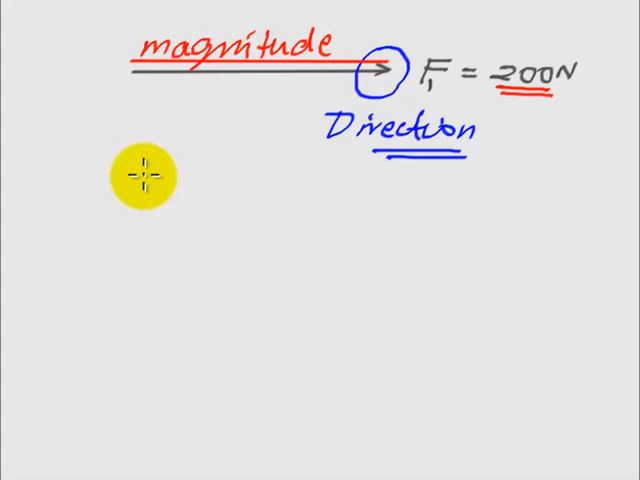 magnitude
F₁ = 200N
Direction